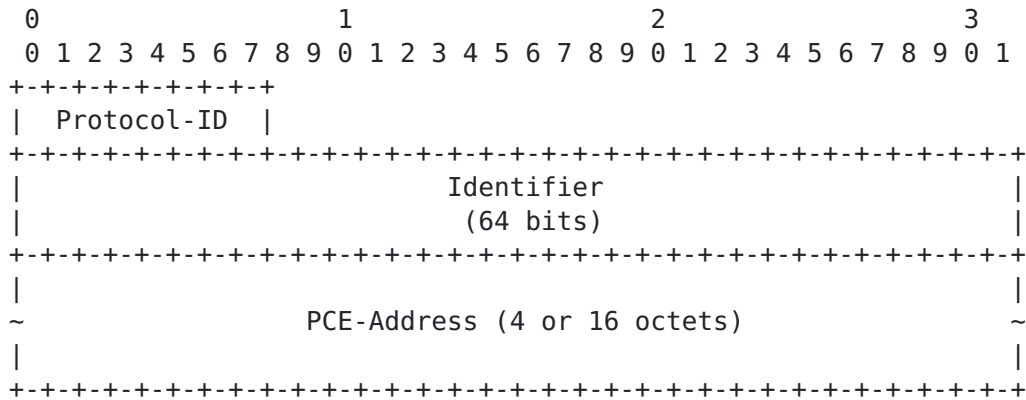 0                   1                   2                   3
 0 1 2 3 4 5 6 7 8 9 0 1 2 3 4 5 6 7 8 9 0 1 2 3 4 5 6 7 8 9 0 1
+-+-+-+-+-+-+-+-+
|  Protocol-ID  |
+-+-+-+-+-+-+-+-+-+-+-+-+-+-+-+-+-+-+-+-+-+-+-+-+-+-+-+-+-+-+-+-+
|                           Identifier                          |
|                            (64 bits)                          |
+-+-+-+-+-+-+-+-+-+-+-+-+-+-+-+-+-+-+-+-+-+-+-+-+-+-+-+-+-+-+-+-+
|                                                               |
~                  PCE-Address (4 or 16 octets)                 ~
|                                                               |
+-+-+-+-+-+-+-+-+-+-+-+-+-+-+-+-+-+-+-+-+-+-+-+-+-+-+-+-+-+-+-+-+